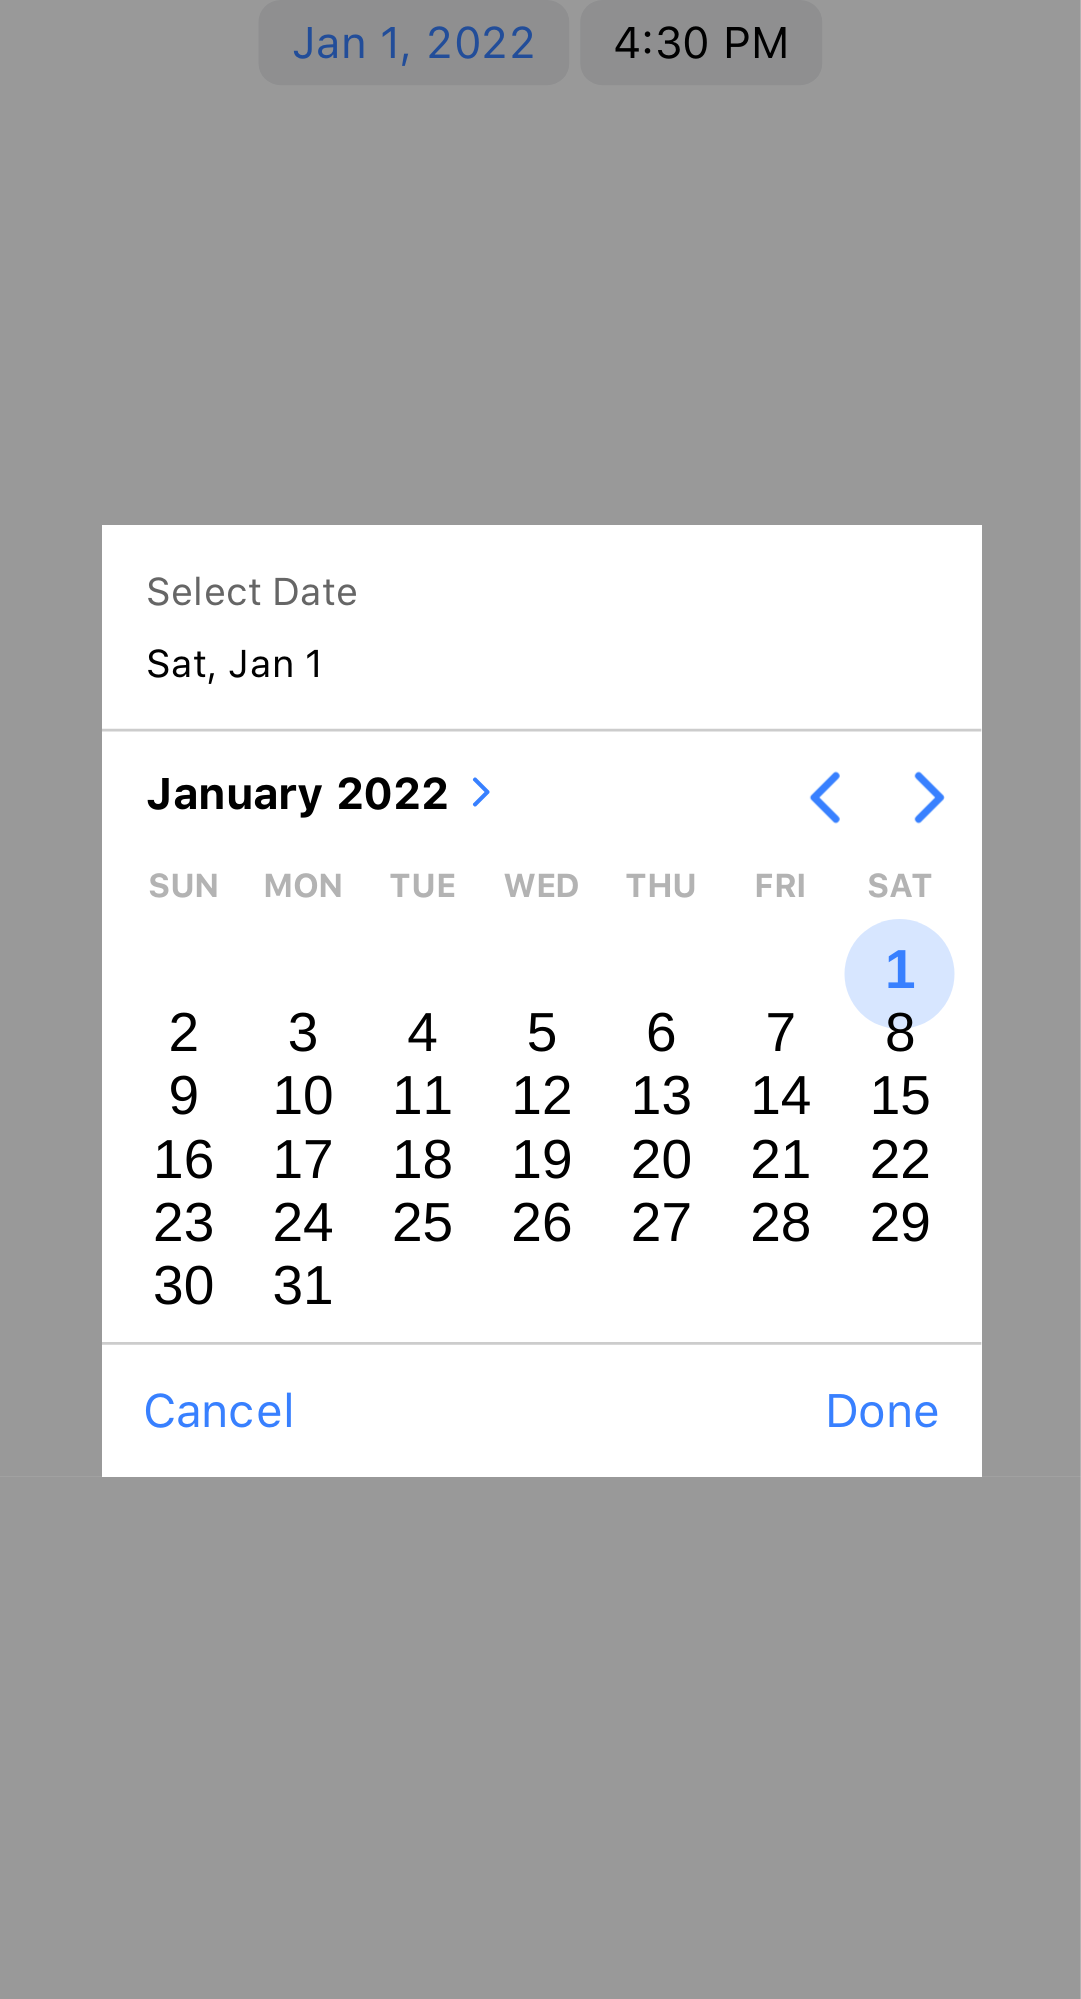 Jan 1, 2022 4:30 PM
Select Date
Sat, Jan 1
January 2022
SUN MON TUE WED THU FRI SAT
1
2 3 4 5 6 7 8
9 10 11 12 13 14 15
16 17 18 19 20 21 22
23 24 25 26 27 28 29
30 31
Cancel Done